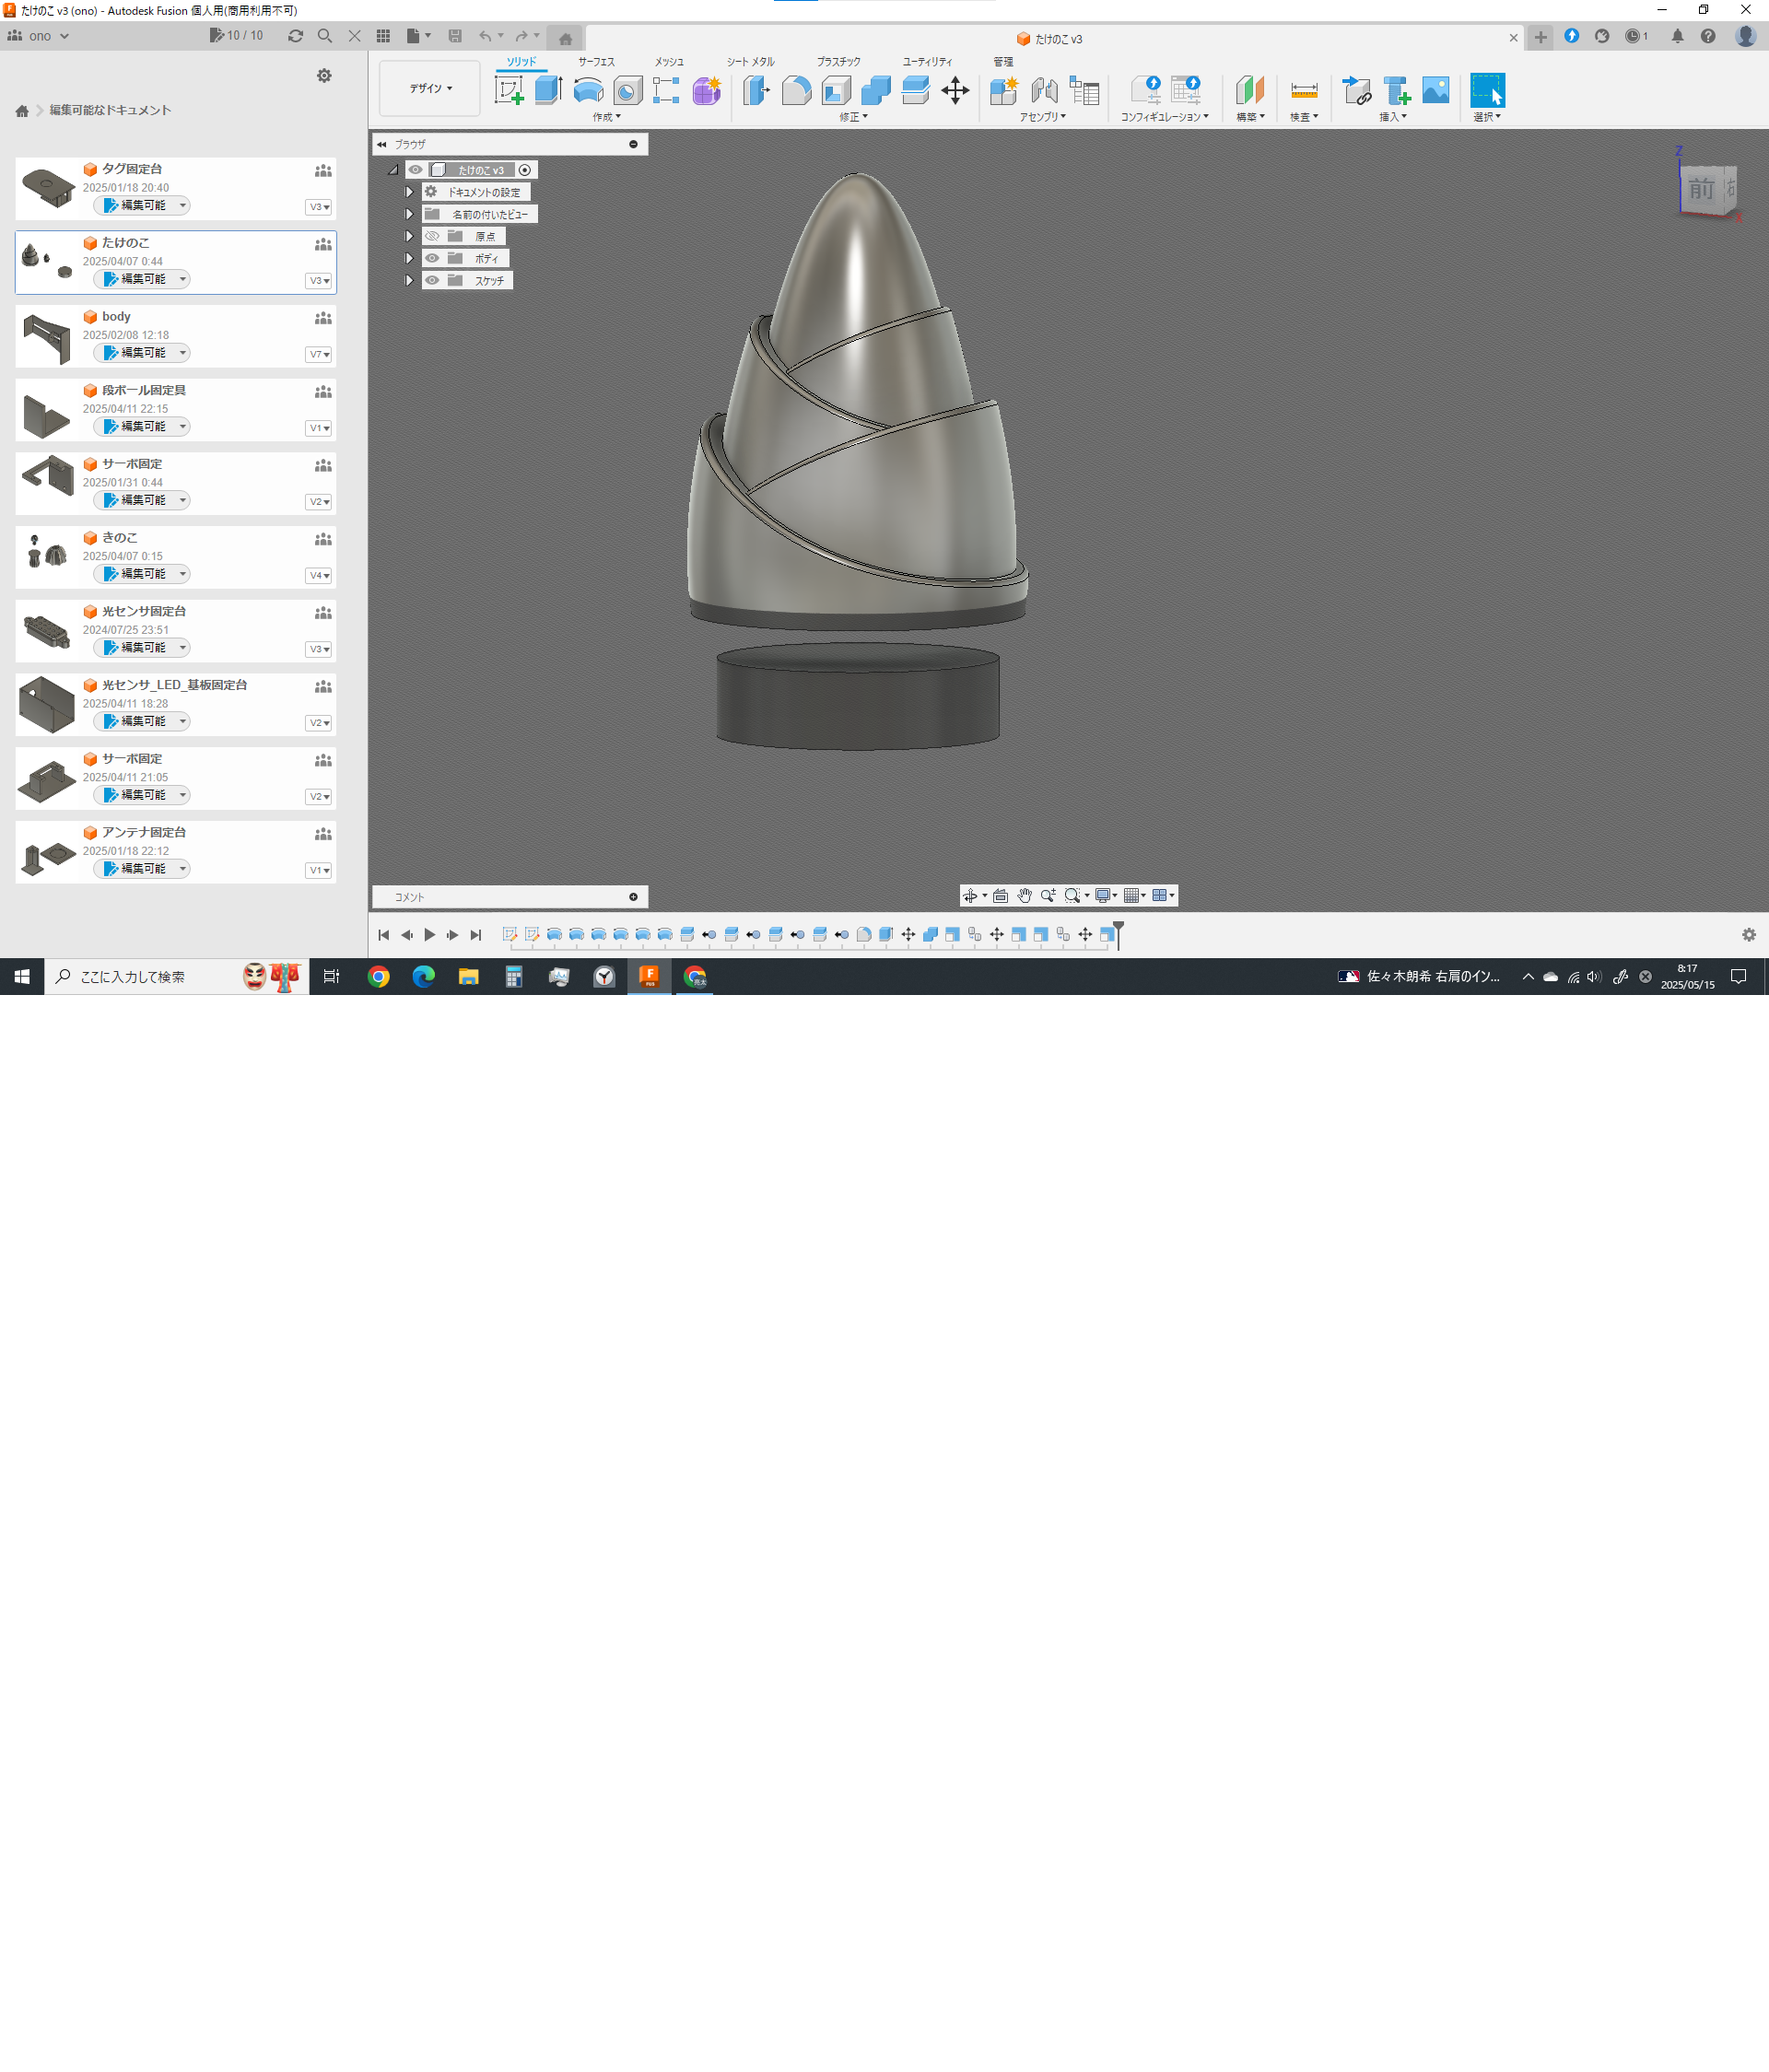 たけのこ v3 (ono) - Autodesk Fusion 個人用(商用利用不可)
ono
10 / 10
たけのこ v3
1
編集可能なドキュメント
タグ固定台
2025/01/18 20:40
編集可能
V3
たけのこ
2025/04/07 0:44
編集可能
V3
body
2025/02/08 12:18
編集可能
V7
段ボール固定具
2025/04/11 22:15
編集可能
V1
サーボ固定
2025/01/31 0:44
編集可能
V2
きのこ
2025/04/07 0:15
編集可能
V4
光センサ固定台
2024/07/25 23:51
編集可能
V3
光センサ_LED_基板固定台
2025/04/11 18:28
編集可能
V2
サーボ固定
2025/04/11 21:05
編集可能
V2
アンテナ固定台
2025/01/18 22:12
編集可能
V1
デザイン
ソリッド
サーフェス
メッシュ
シート メタル
プラスチック
ユーティリティ
管理
作成
修正
アセンブリ
コンフィギュレーション
構築
検査
挿入
選択
ブラウザ
たけのこ v3
ドキュメントの設定
名前の付いたビュー
原点
ボディ
スケッチ
Z
前
右
X
コメント
ここに入力して検索
佐々木朗希 右肩のイン...
8:17
2025/05/15